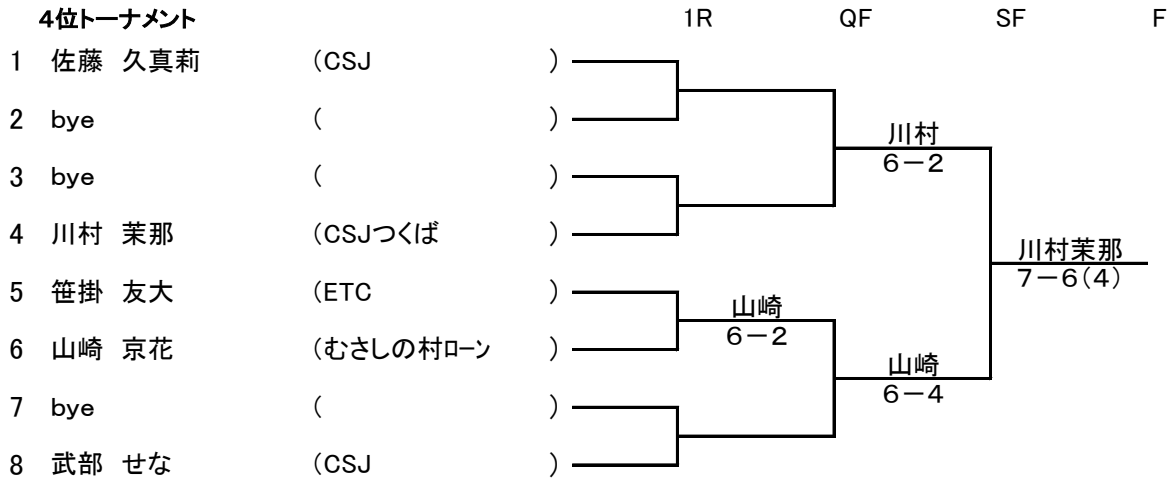 4位トーナメント 1R QF SF F
1 佐藤 久真莉 (CSJ )
2 bye ( )
川村
6-2
3 bye ( )
4 川村 茉那 (CSJつくば )
川村茉那
7-6(4)
5 笹掛 友大 (ETC )
山崎
6-2
6 山崎 京花 (むさしの村ローン )
山崎
6-4
7 bye ( )
8 武部 せな (CSJ )